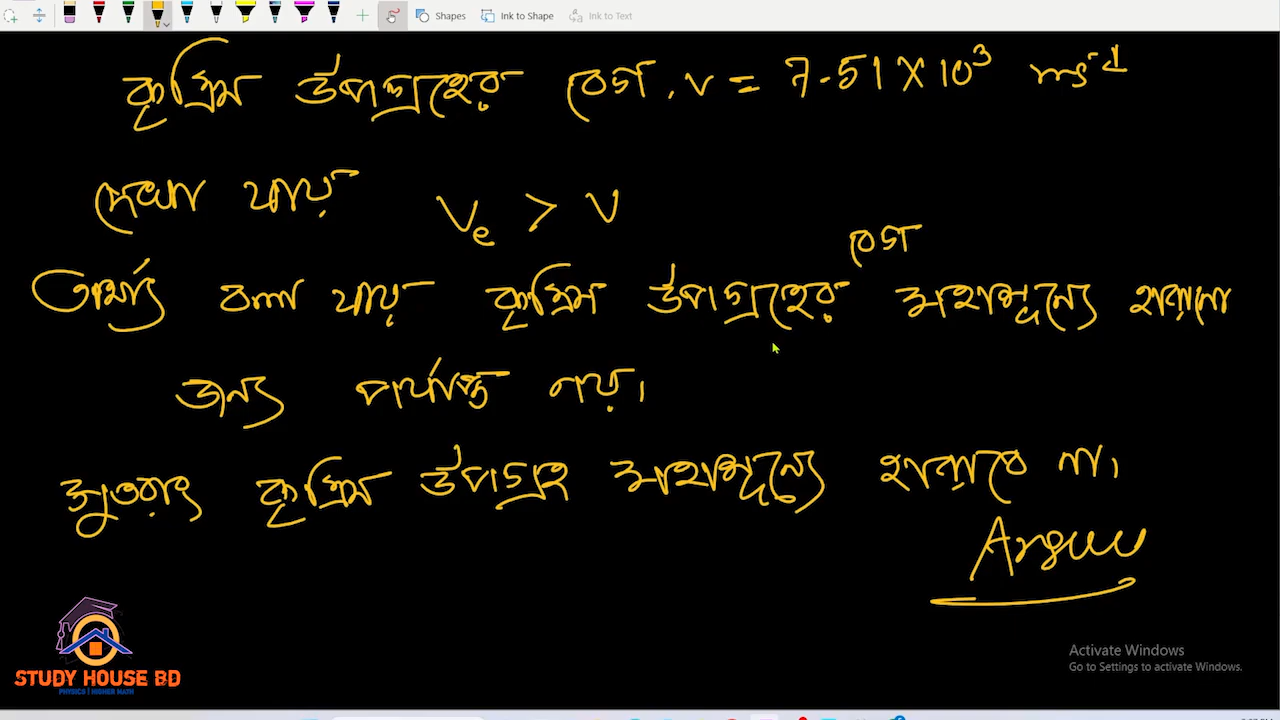 Shapes Ink to Shape Ink to Text
কৃত্রিম উপগ্রহের বেগ, v = 7.51 X 10³ ms⁻¹
দেখা যায় Vₑ > V
বেগ
অর্থাৎ বলা যায় কৃত্রিম উপগ্রহের মহাশূন্যে হারানো
জন্য পর্যাপ্ত নয়।
সুতরাং কৃত্রিম উপগ্রহ মহাশূন্যে হারাবে না।
STUDY HOUSE BD
PHYSICS | HIGHER MATH
Activate Windows
Go to Settings to activate Windows.